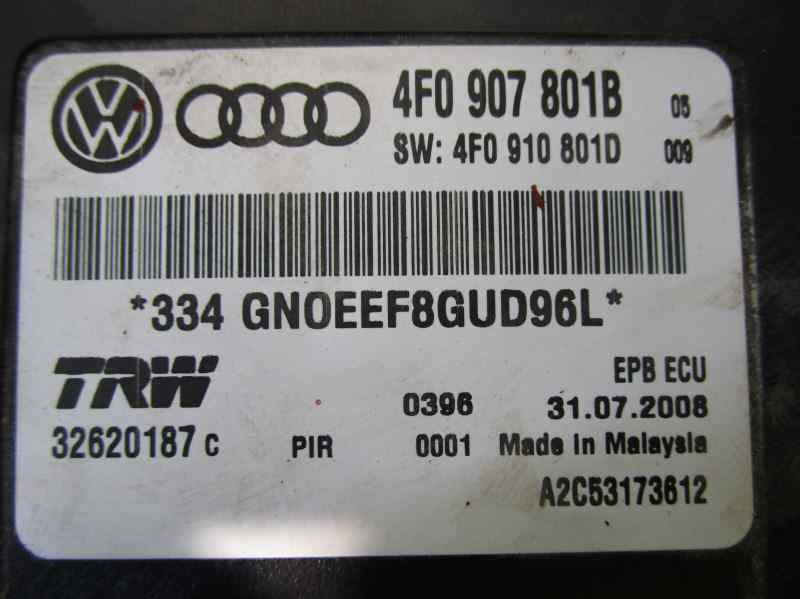 4F0 907 801B 05
SW: 4F0 910 801D 009
*334 GN0EEF8GUD96L*
TRW
EPB ECU
0396 31.07.2008
32620187 C PIR 0001 Made In Malaysia
A2C53173612